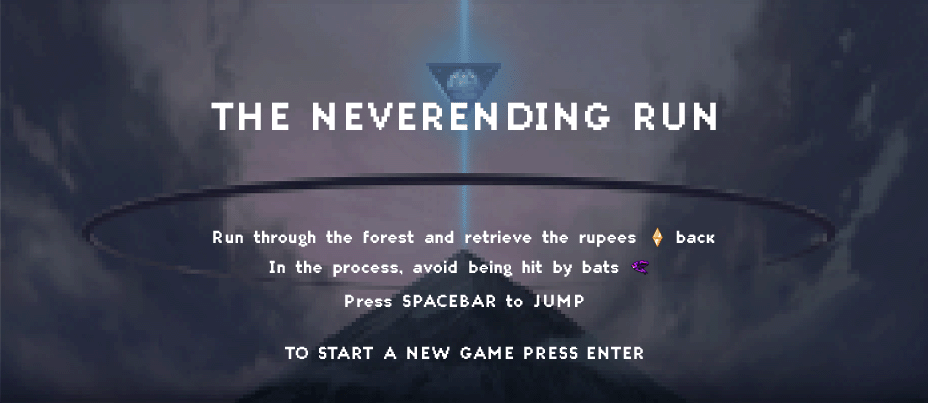 THE NEVERENDING RUN
Run through the forest and retrieve the rupees back
In the process, avoid being hit by bats
Press SPACEBAR to JUMP
TO START A NEW GAME PRESS ENTER